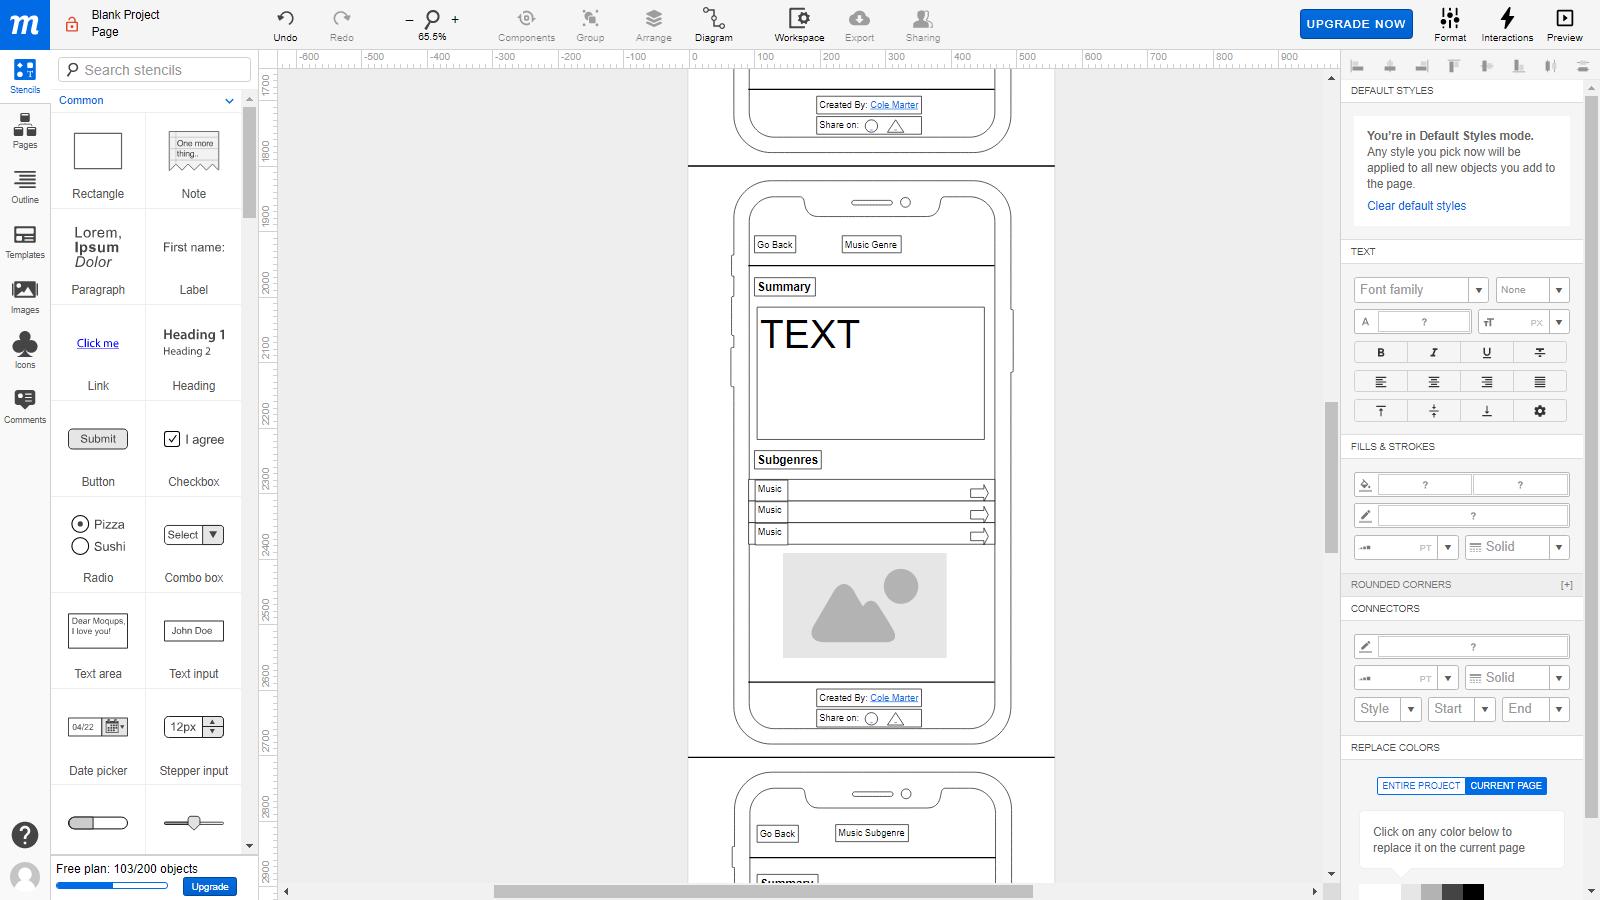 m
Blank Project
Page
Undo
Redo
65.5%
Components
Group
Arrange
Diagram
Workspace
Export
Sharing
UPGRADE NOW
Format
Interactions
Preview
Stencils
Pages
Outline
Templates
Images
Icons
Comments
Search stencils
Common
One more
thing..
Rectangle
Note
Lorem,
Ipsum
Dolor
First name:
Paragraph
Label
Click me
Heading 1
Heading 2
Link
Heading
Submit
I agree
Button
Checkbox
Pizza
Sushi
Select
Radio
Combo box
Dear Moqups,
I love you!
John Doe
Text area
Text input
04/22
12px
Date picker
Stepper input
Free plan: 103/200 objects
Upgrade
-600 -500 -400 -300 -200 -100 0 100 200 300 400 500 600 700 800 900
1700
1800
1900
2000
2100
2200
2300
2400
2500
2600
2700
2800
2900
Created By: Cole Marter
Share on:
Go Back
Music Genre
Summary
TEXT
Subgenres
Music
Music
Music
Created By: Cole Marter
Share on:
Go Back
Music Subgenre
Summary
DEFAULT STYLES
You’re in Default Styles mode.
Any style you pick now will be
applied to all new objects you add to
the page.
Clear default styles
TEXT
Font family
None
A ? TT PX
B I U
FILLS & STROKES
? ?
?
PT Solid
ROUNDED CORNERS [+]
CONNECTORS
?
PT Solid
Style Start End
REPLACE COLORS
ENTIRE PROJECT CURRENT PAGE
Click on any color below to
replace it on the current page